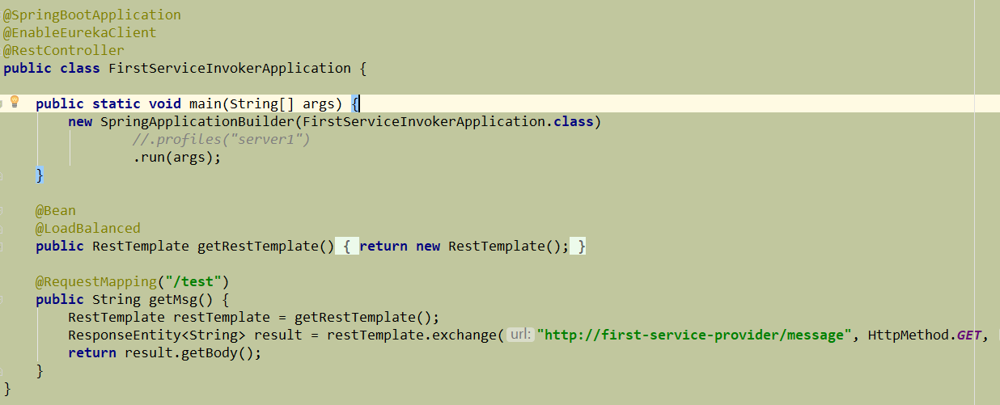 @SpringBootApplication
@EnableEurekaClient
@RestController
public class FirstServiceInvokerApplication {
public static void main(String[] args) {
new SpringApplicationBuilder(FirstServiceInvokerApplication.class)
//.profiles("server1")
.run(args);
}
@Bean
@LoadBalanced
public RestTemplate getRestTemplate() { return new RestTemplate(); }
@RequestMapping("/test")
public String getMsg() {
RestTemplate restTemplate = getRestTemplate();
ResponseEntity<String> result = restTemplate.exchange( url: "http://first-service-provider/message", HttpMethod.GET,
return result.getBody();
}
}